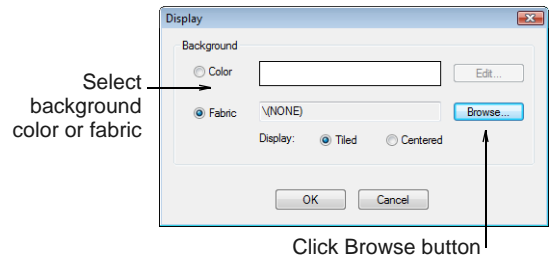 Display
Background
Color
Edit...
Select
background
color or fabric
Fabric
\(NONE)
Browse...
Display:
Tiled
Centered
OK
Cancel
Click Browse button